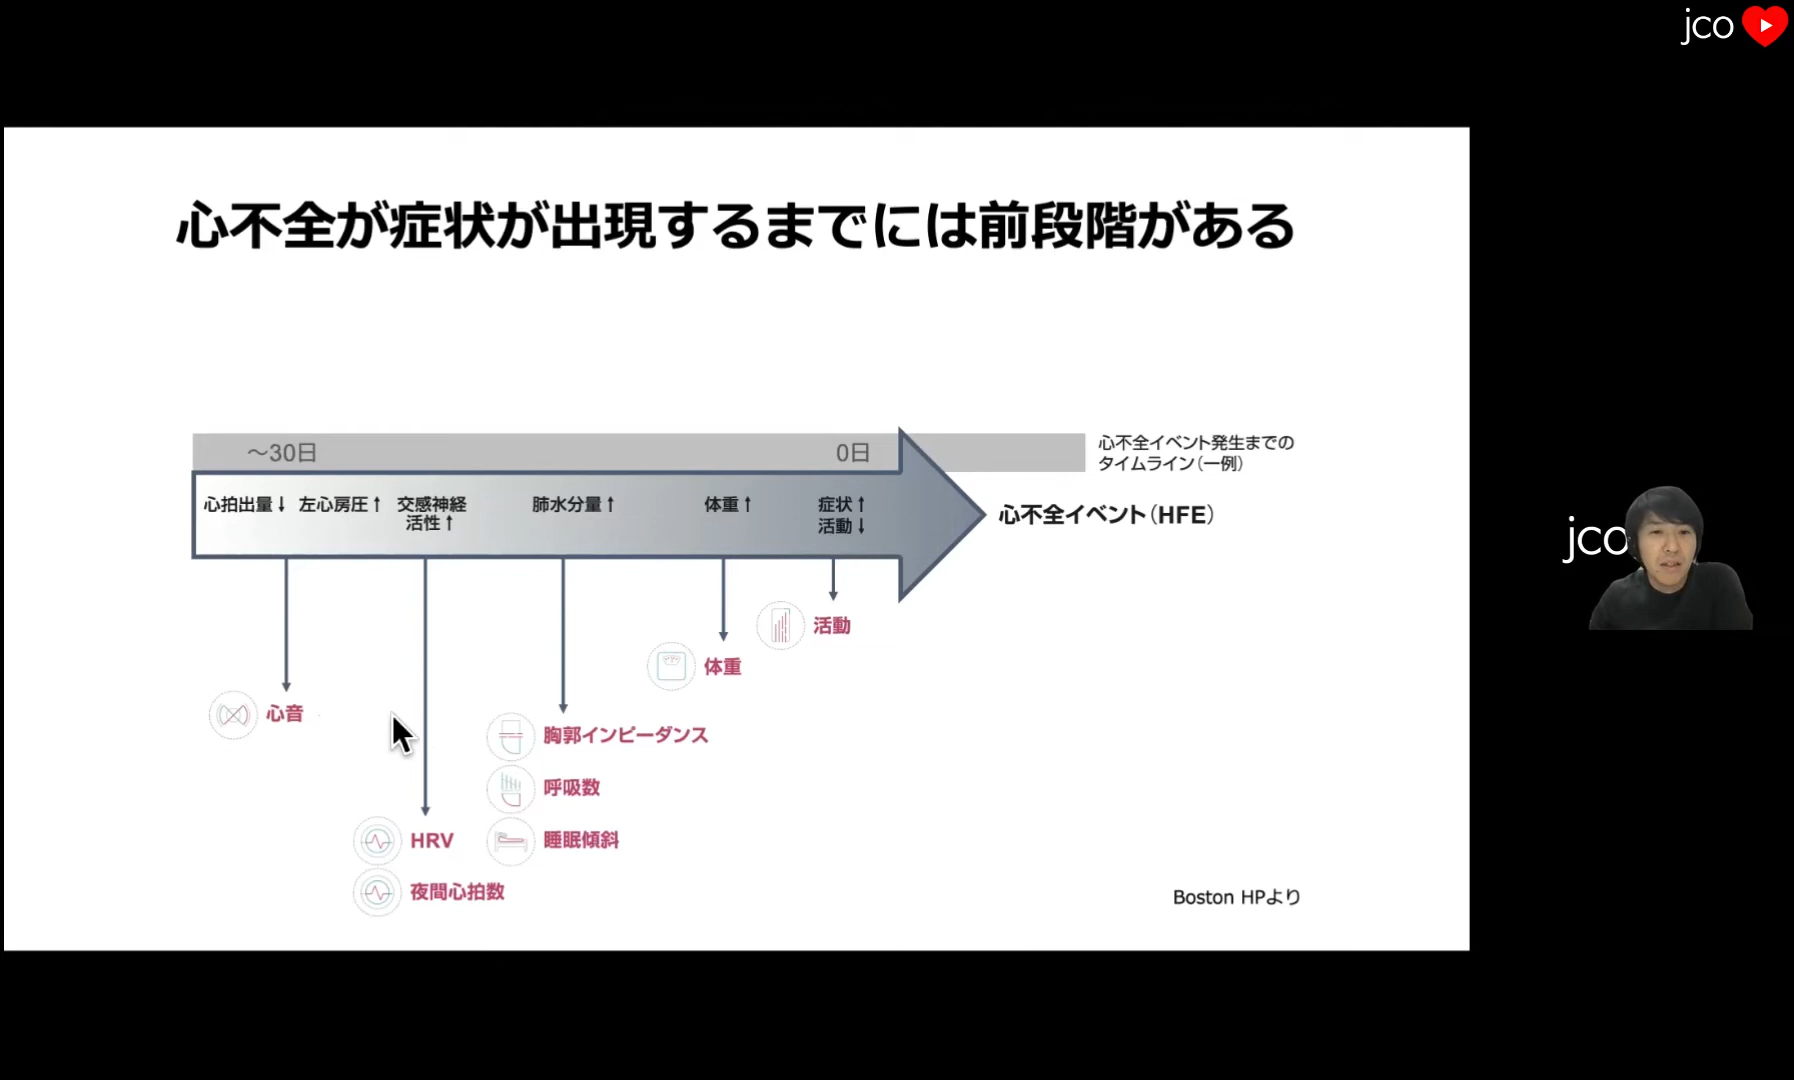 jco
心不全が症状が出現するまでには前段階がある
～30日
0日
心不全イベント発生までの
タイムライン（一例）
心拍出量↓
左心房圧↑
交感神経
活性↑
肺水分量↑
体重↑
症状↑
活動↓
心不全イベント（HFE）
jco
活動
体重
心音
胸郭インピーダンス
呼吸数
睡眠傾斜
HRV
夜間心拍数
Boston HPより